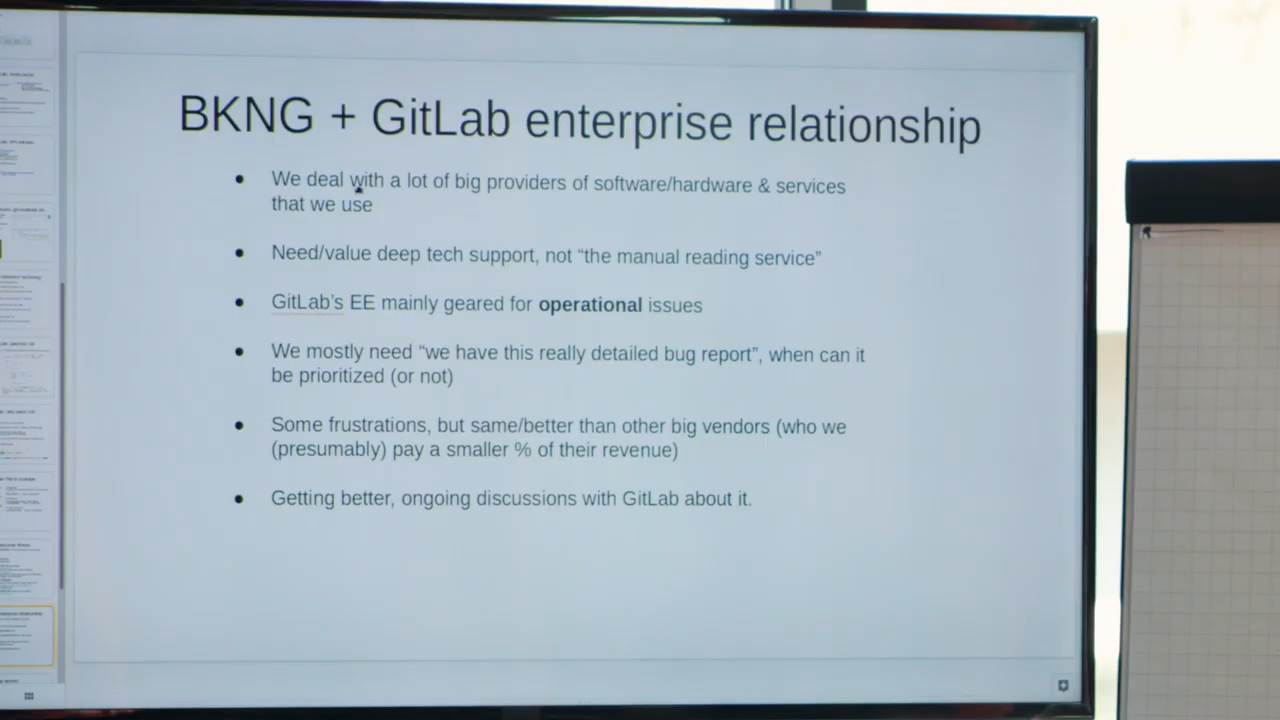 BKNG + GitLab enterprise relationship
● We deal with a lot of big providers of software/hardware & services
that we use
● Need/value deep tech support, not “the manual reading service”
● GitLab’s EE mainly geared for operational issues
● We mostly need “we have this really detailed bug report”, when can it
be prioritized (or not)
● Some frustrations, but same/better than other big vendors (who we
(presumably) pay a smaller % of their revenue)
● Getting better, ongoing discussions with GitLab about it.